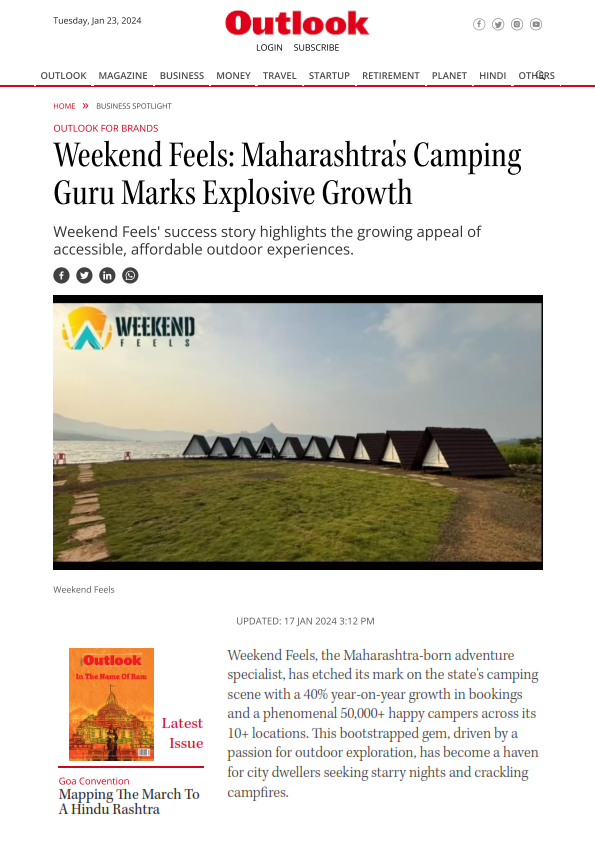 Tuesday, Jan 23, 2024
Outlook
LOGIN SUBSCRIBE
OUTLOOK MAGAZINE BUSINESS MONEY TRAVEL STARTUP RETIREMENT PLANET HINDI OTHERS
HOME » BUSINESS SPOTLIGHT
OUTLOOK FOR BRANDS
Weekend Feels: Maharashtra's Camping
Guru Marks Explosive Growth
Weekend Feels' success story highlights the growing appeal of
accessible, affordable outdoor experiences.
WEEKEND
FEELS
Weekend Feels
UPDATED: 17 JAN 2024 3:12 PM
Outlook
In The Name Of Ram
Latest
Issue
Goa Convention
Mapping The March To
A Hindu Rashtra
Weekend Feels, the Maharashtra-born adventure
specialist, has etched its mark on the state's camping
scene with a 40% year-on-year growth in bookings
and a phenomenal 50,000+ happy campers across its
10+ locations. This bootstrapped gem, driven by a
passion for outdoor exploration, has become a haven
for city dwellers seeking starry nights and crackling
campfires.